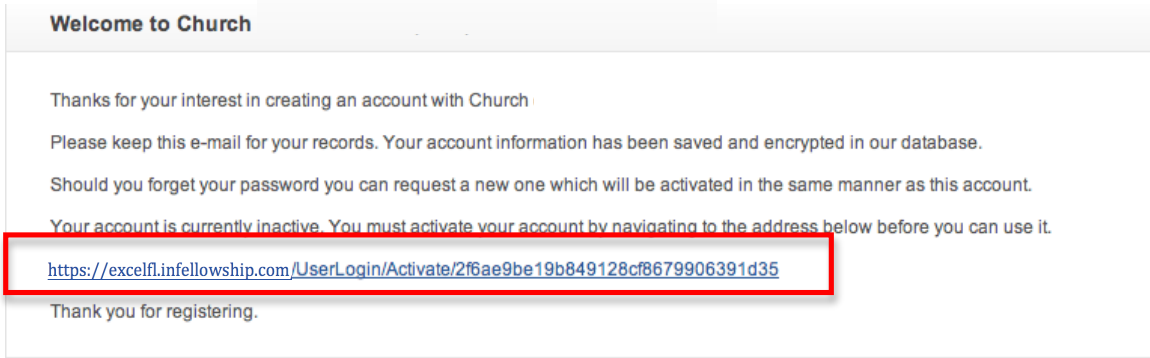 Welcome to Church
Thanks for your interest in creating an account with Church
Please keep this e-mail for your records. Your account information has been saved and encrypted in our database.
Should you forget your password you can request a new one which will be activated in the same manner as this account.
Your account is currently inactive. You must activate your account by navigating to the address below before you can use it.
https://excelfl.infellowship.com/UserLogin/Activate/2f6ae9be19b849128cf8679906391d35
Thank you for registering.